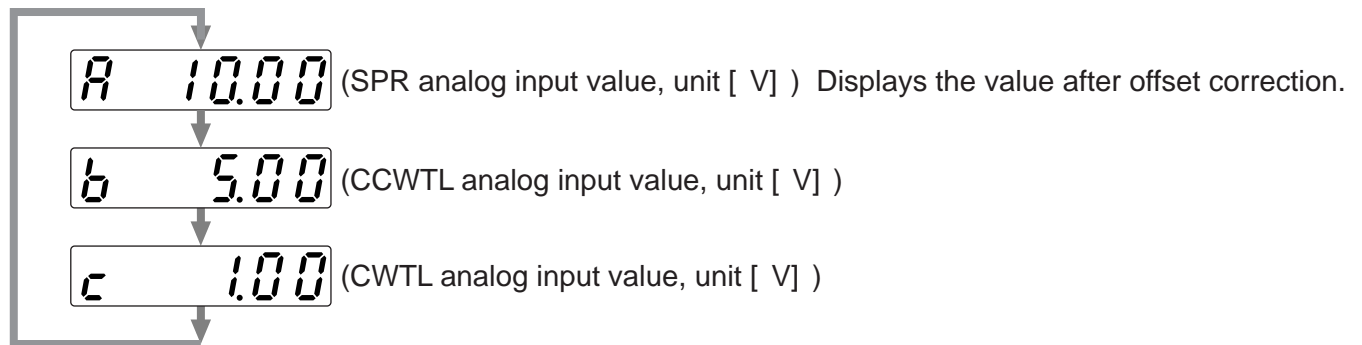 A 10.00 (SPR analog input value, unit [ V] ) Displays the value after offset correction.
b 5.00 (CCWTL analog input value, unit [ V] )
c 1.00 (CWTL analog input value, unit [ V] )